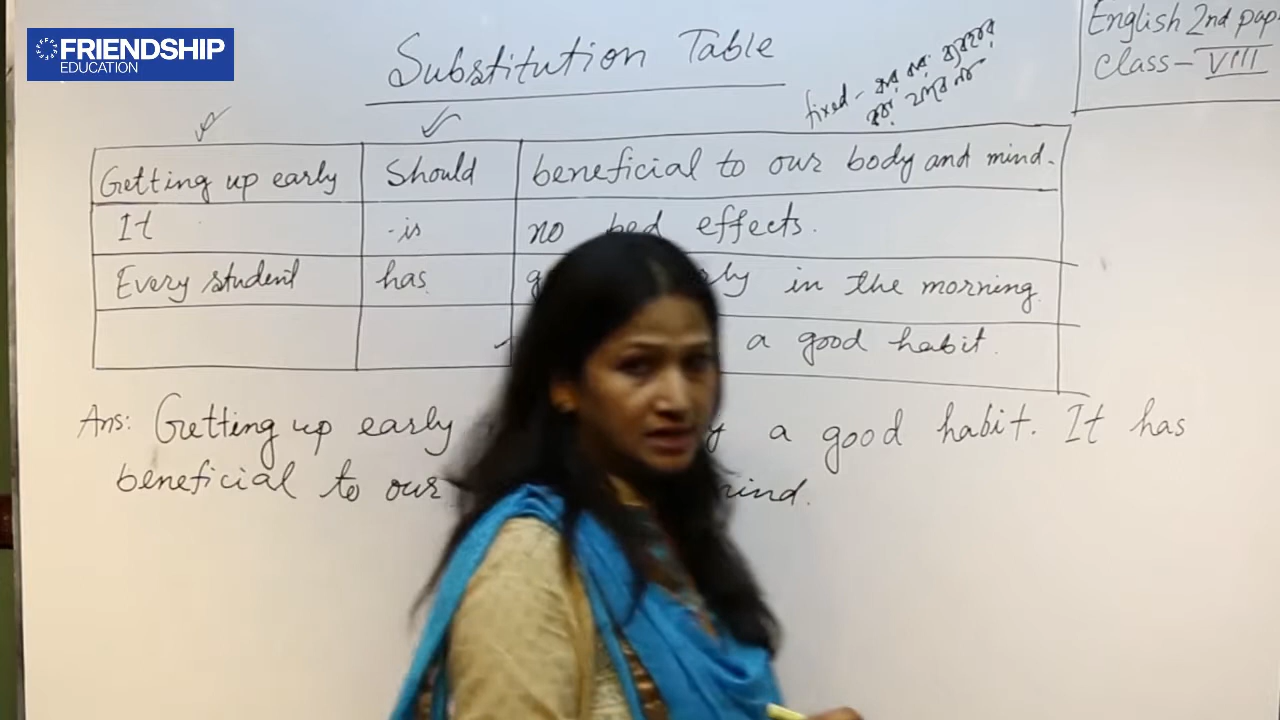 FRIENDSHIP
EDUCATION
Substitution Table
English 2nd pap
Class – VIII
fixed –
Getting up early
Should
beneficial to our body and mind.
It
is
no bed effects.
Every student
has
in the morning.
a good habit.
Ans: Getting up early a good habit. It has
beneficial to our mind.